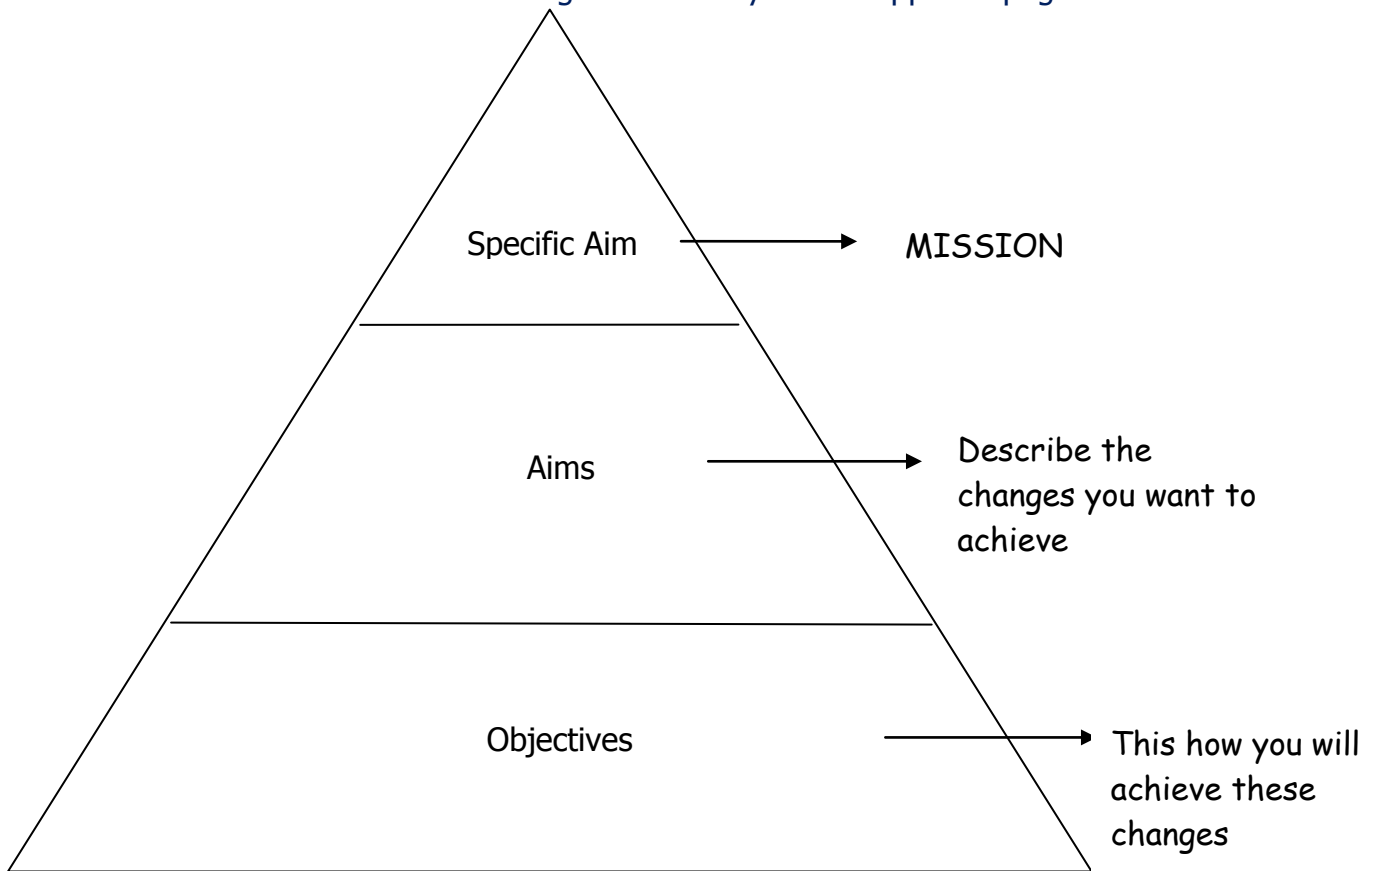 Specific Aim
MISSION
Aims
Describe the
changes you want to
achieve
Objectives
This how you will
achieve these
changes